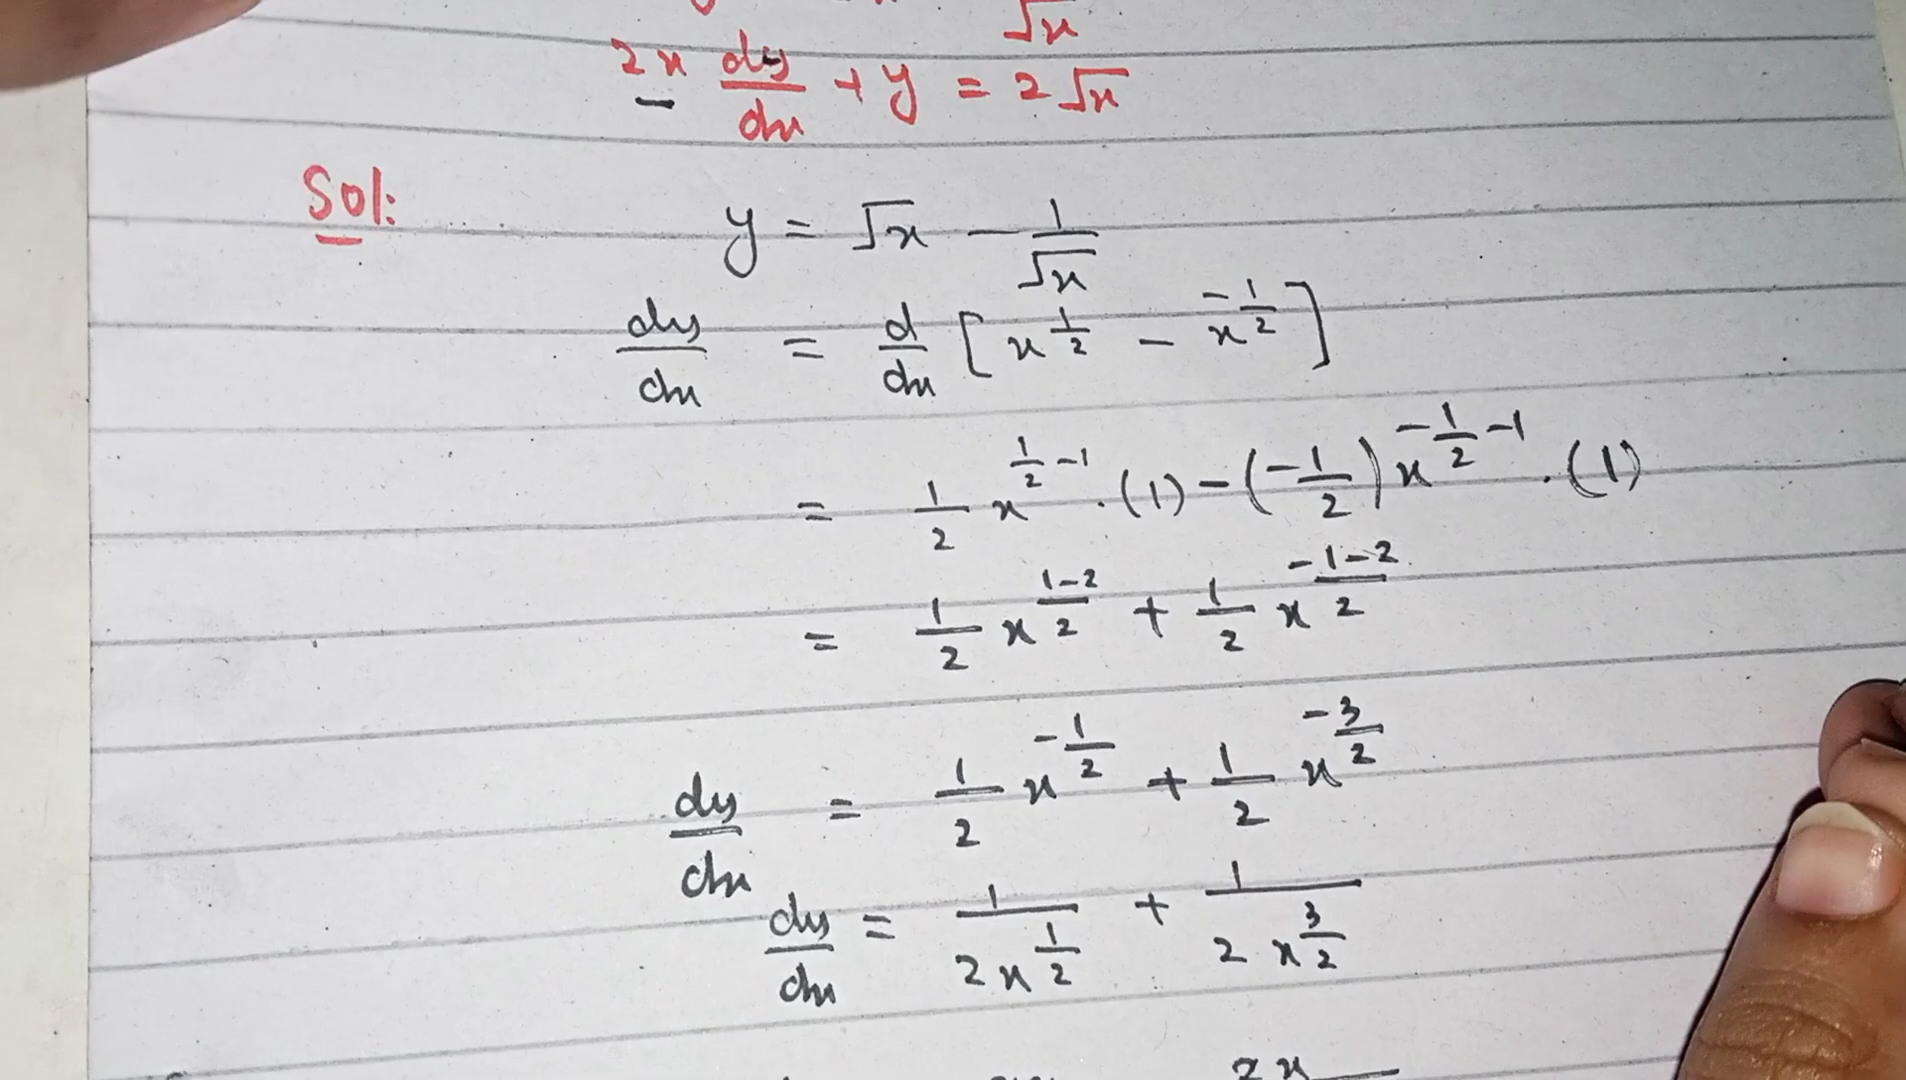 √x
2x dy/dx + y = 2√x
Sol:
y = √x - 1/√x
dy/dx = d/dx [x^(1/2) - x^(-1/2)]
= 1/2 x^(1/2 - 1) . (1) - (-1/2) x^(-1/2 - 1) . (1)
= 1/2 x^((1-2)/2) + 1/2 x^((-1-2)/2)
dy/dx = 1/2 x^(-1/2) + 1/2 x^(-3/2)
dy/dx = 1/(2x^(1/2)) + 1/(2x^(3/2))
2x